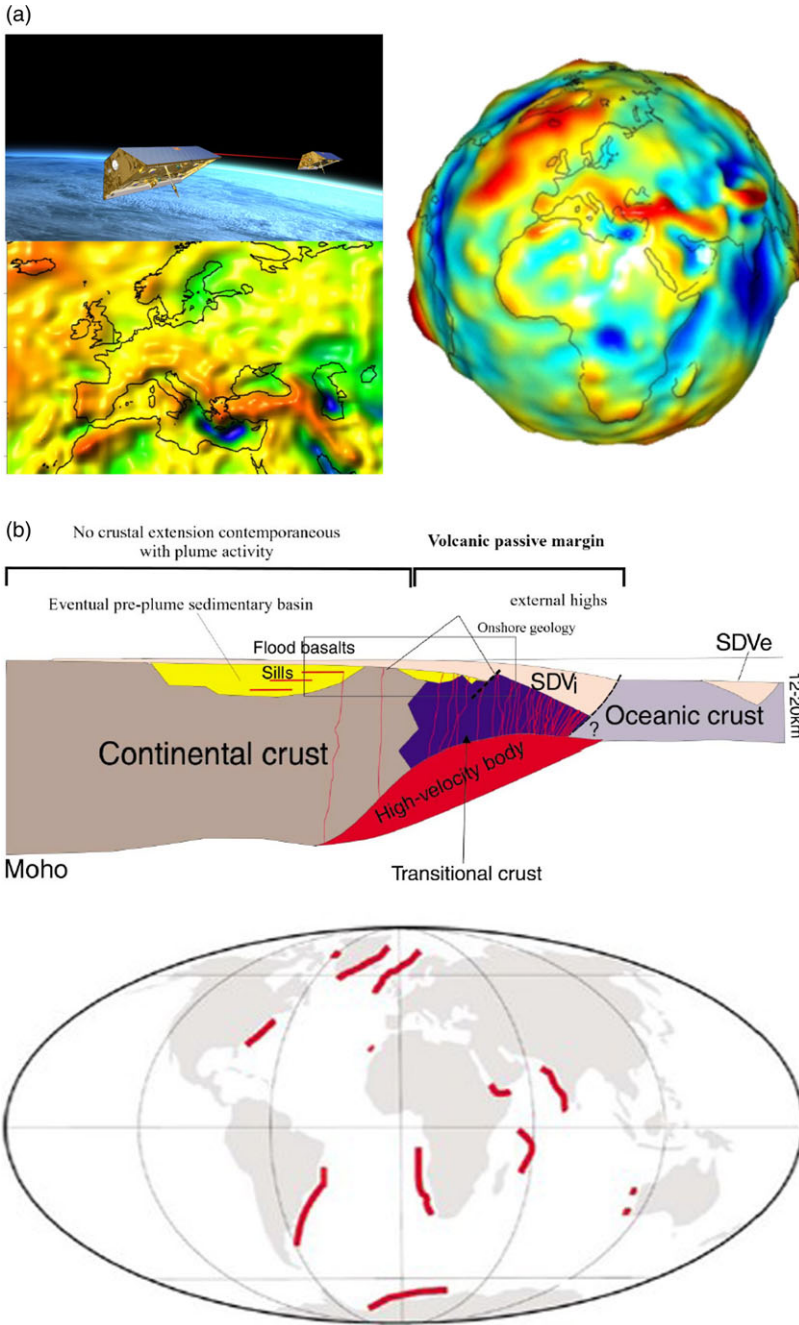 (a)
(b)
No crustal extension contemporaneous
with plume activity
Volcanic passive margin
Eventual pre-plume sedimentary basin
external highs
Onshore geology
Flood basalts
Sills
SDVi
SDVe
12-20km
Continental crust
?
Oceanic crust
High-velocity body
Moho
Transitional crust